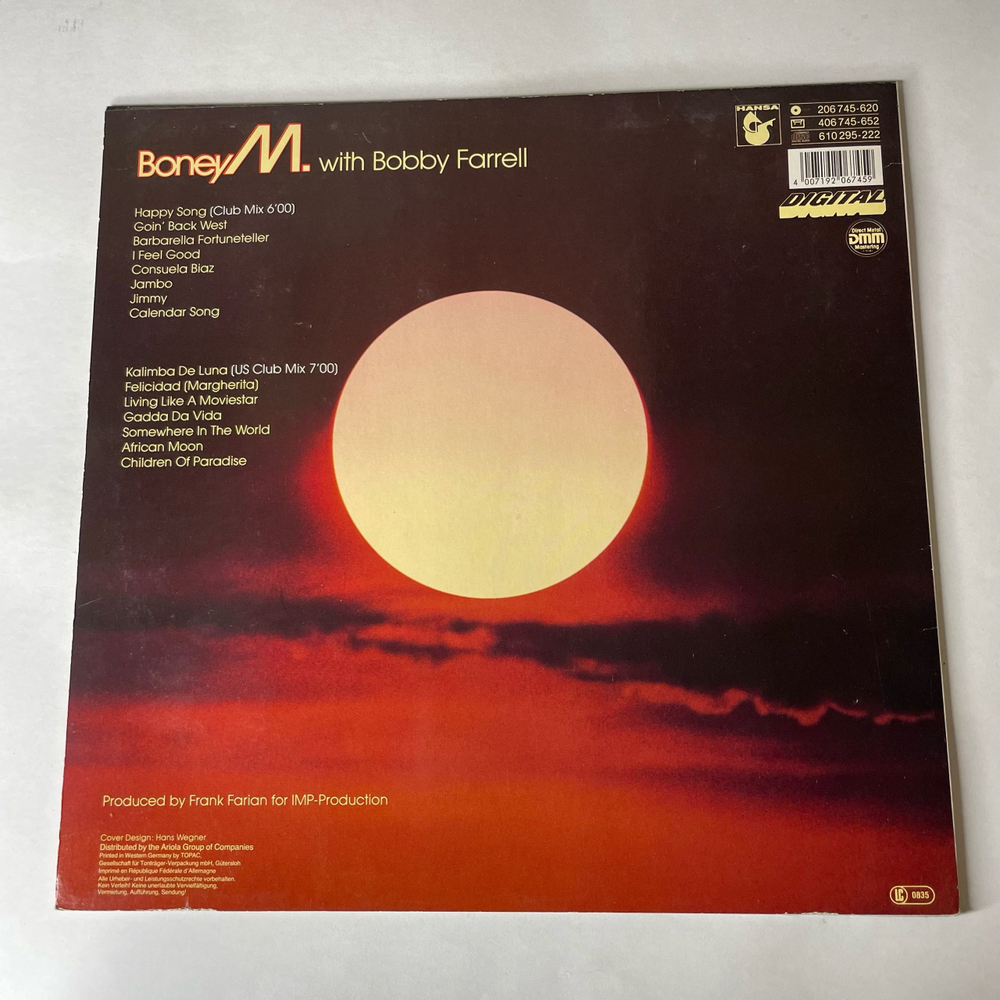 Boney M. with Bobby Farrell
HANSA
206 745-620
406 745-652
610 295-222
4 007192 067459
DIGITAL
Direct Metal
DMM
Mastering
Happy Song (Club Mix 6'00)
Goin' Back West
Barbarella Fortuneteller
I Feel Good
Consuela Biaz
Jambo
Jimmy
Calendar Song
Kalimba De Luna (US Club Mix 7'00)
Felicidad (Margherita)
Living Like A Moviestar
Gadda Da Vida
Somewhere In The World
African Moon
Children Of Paradise
Produced by Frank Farian for IMP-Production
Cover Design: Hans Wegner
Distributed by the Ariola Group of Companies
Printed in Western Germany by TOPAC,
Gesellschaft für Tonträger-Verpackung mbH, Gütersloh
Imprimé en République Fédérale d'Allemagne
Alle Urheber- und Leistungsschutzrechte vorbehalten.
Kein Verleih! Keine unerlaubte Vervielfältigung,
Vermietung, Aufführung, Sendung!
LC 0835